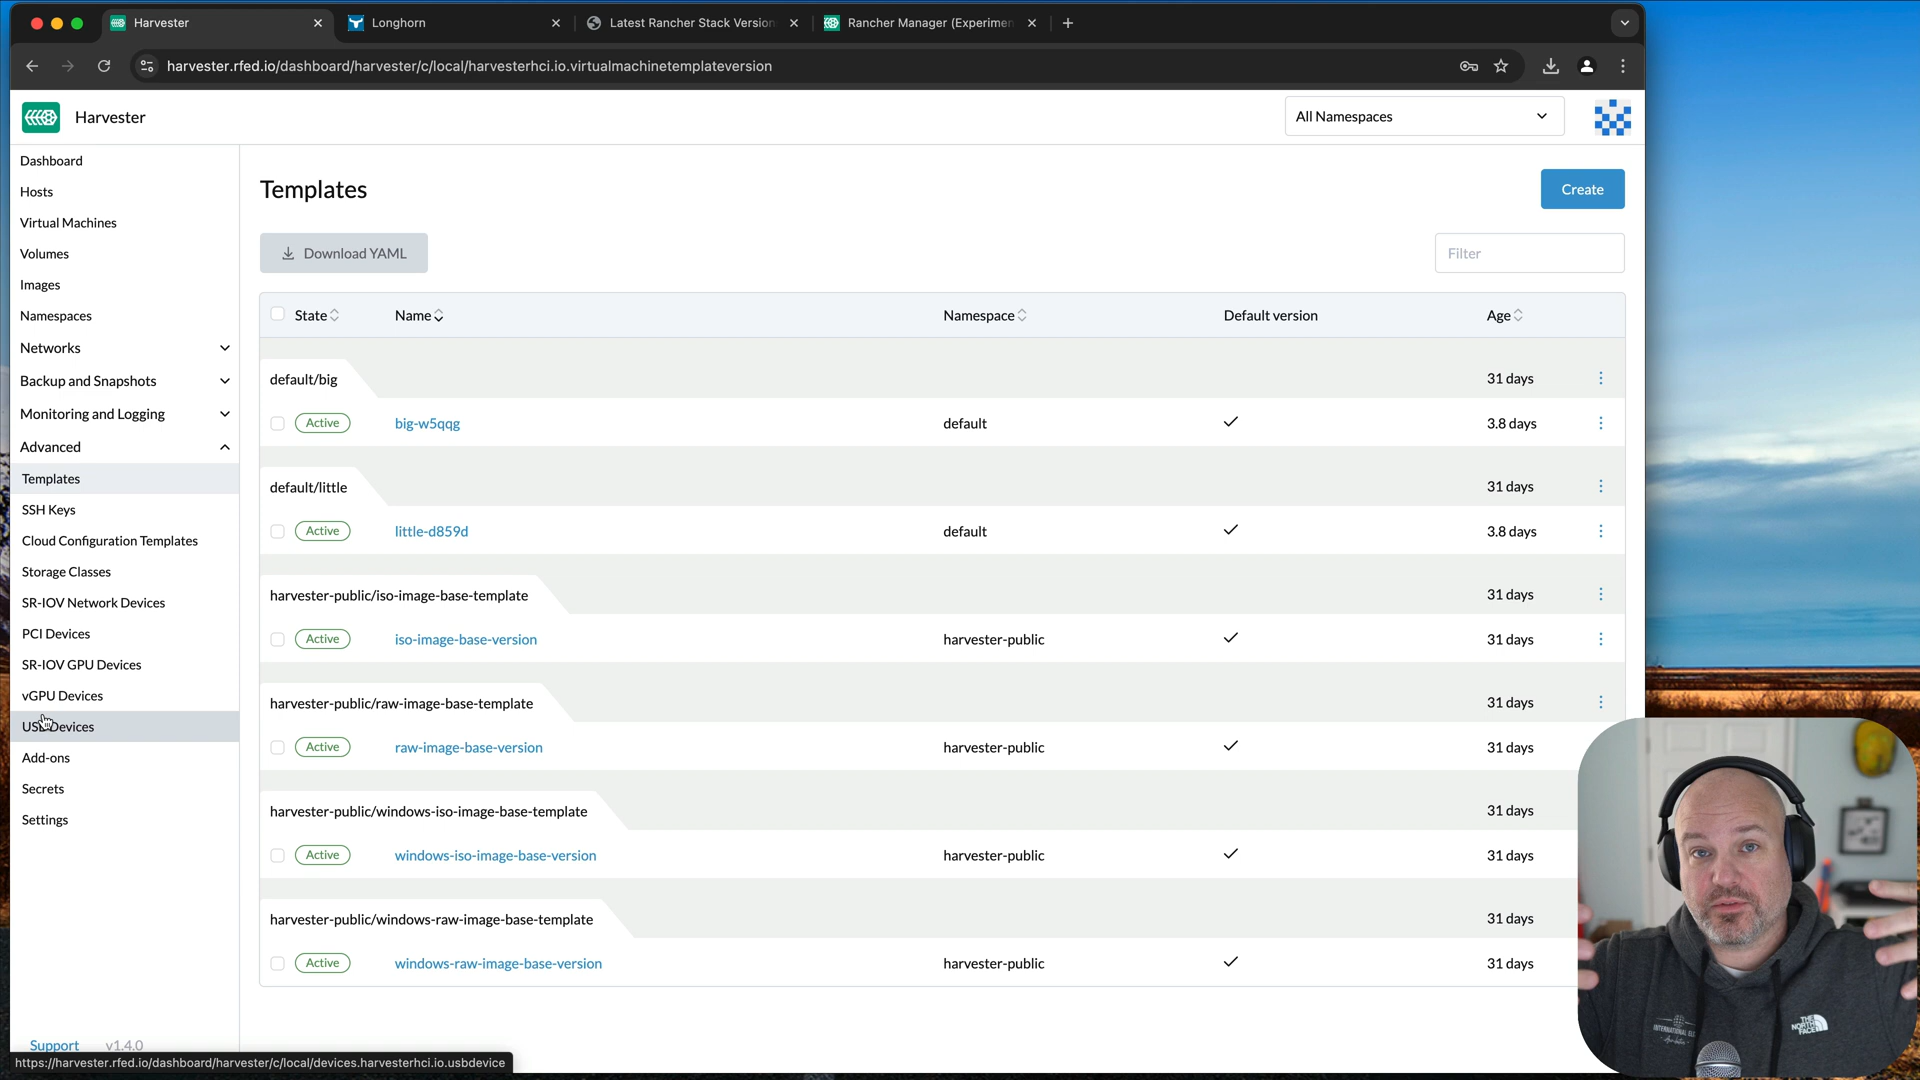 Harvester
Longhorn
Latest Rancher Stack Version
Rancher Manager (Experimen
harvester.rfed.io/dashboard/harvester/c/local/harvesterhci.io.virtualmachinetemplateversion
Harvester
All Namespaces
Dashboard
Hosts
Virtual Machines
Volumes
Images
Namespaces
Networks
Backup and Snapshots
Monitoring and Logging
Advanced
Templates
SSH Keys
Cloud Configuration Templates
Storage Classes
SR-IOV Network Devices
PCI Devices
SR-IOV GPU Devices
vGPU Devices
USB Devices
Add-ons
Secrets
Settings
Support v1.4.0
https://harvester.rfed.io/dashboard/harvester/c/local/devices.harvesterhci.io.usbdevice
Templates
Create
Download YAML
Filter
State Name Namespace Default version Age
default/big 31 days
Active big-w5qqg default 3.8 days
default/little 31 days
Active little-d859d default 3.8 days
harvester-public/iso-image-base-template 31 days
Active iso-image-base-version harvester-public 31 days
harvester-public/raw-image-base-template 31 days
Active raw-image-base-version harvester-public 31 days
harvester-public/windows-iso-image-base-template 31 days
Active windows-iso-image-base-version harvester-public 31 days
harvester-public/windows-raw-image-base-template 31 days
Active windows-raw-image-base-version harvester-public 31 days
THE
NORTH
FACE